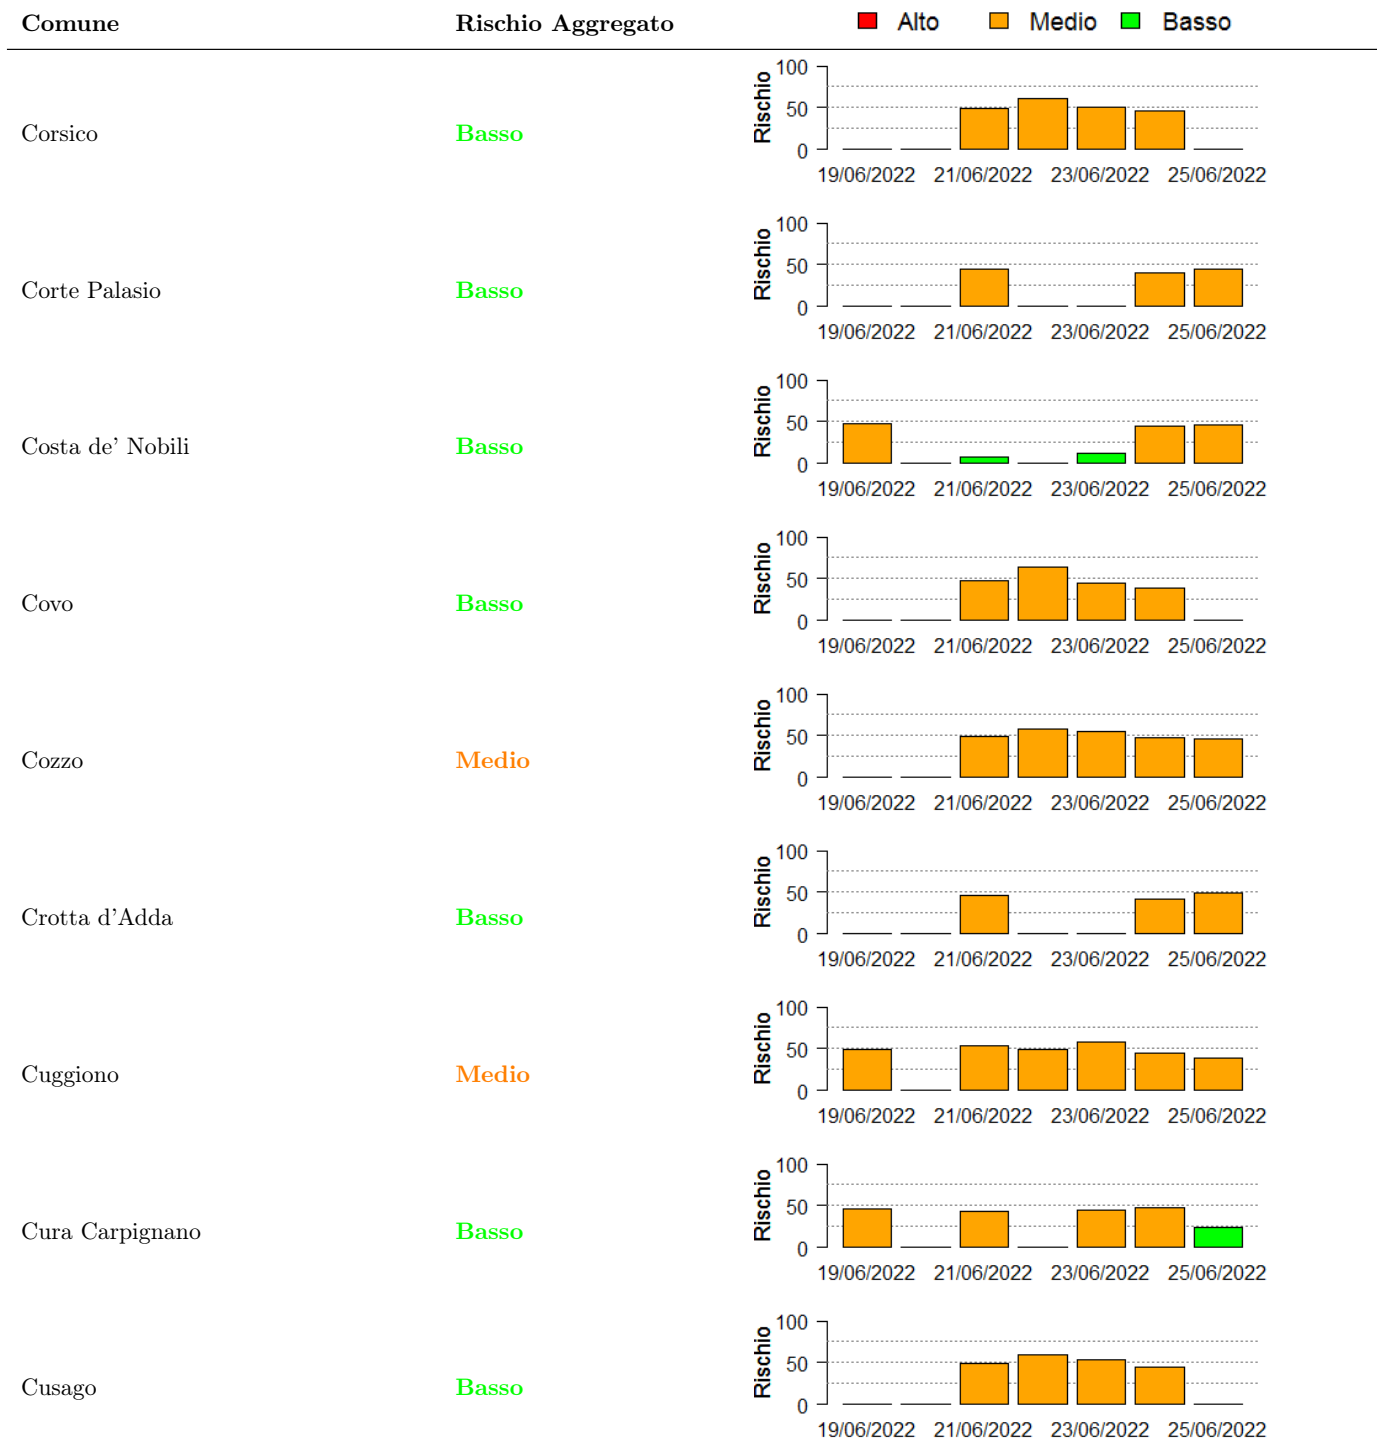 Comune Rischio Aggregato Alto Medio Basso
Corsico Basso
Rischio
100
50
0
19/06/2022 21/06/2022 23/06/2022 25/06/2022
Corte Palasio Basso
Rischio
100
50
0
19/06/2022 21/06/2022 23/06/2022 25/06/2022
Costa de' Nobili Basso
Rischio
100
50
0
19/06/2022 21/06/2022 23/06/2022 25/06/2022
Covo Basso
Rischio
100
50
0
19/06/2022 21/06/2022 23/06/2022 25/06/2022
Cozzo Medio
Rischio
100
50
0
19/06/2022 21/06/2022 23/06/2022 25/06/2022
Crotta d'Adda Basso
Rischio
100
50
0
19/06/2022 21/06/2022 23/06/2022 25/06/2022
Cuggiono Medio
Rischio
100
50
0
19/06/2022 21/06/2022 23/06/2022 25/06/2022
Cura Carpignano Basso
Rischio
100
50
0
19/06/2022 21/06/2022 23/06/2022 25/06/2022
Cusago Basso
Rischio
100
50
0
19/06/2022 21/06/2022 23/06/2022 25/06/2022